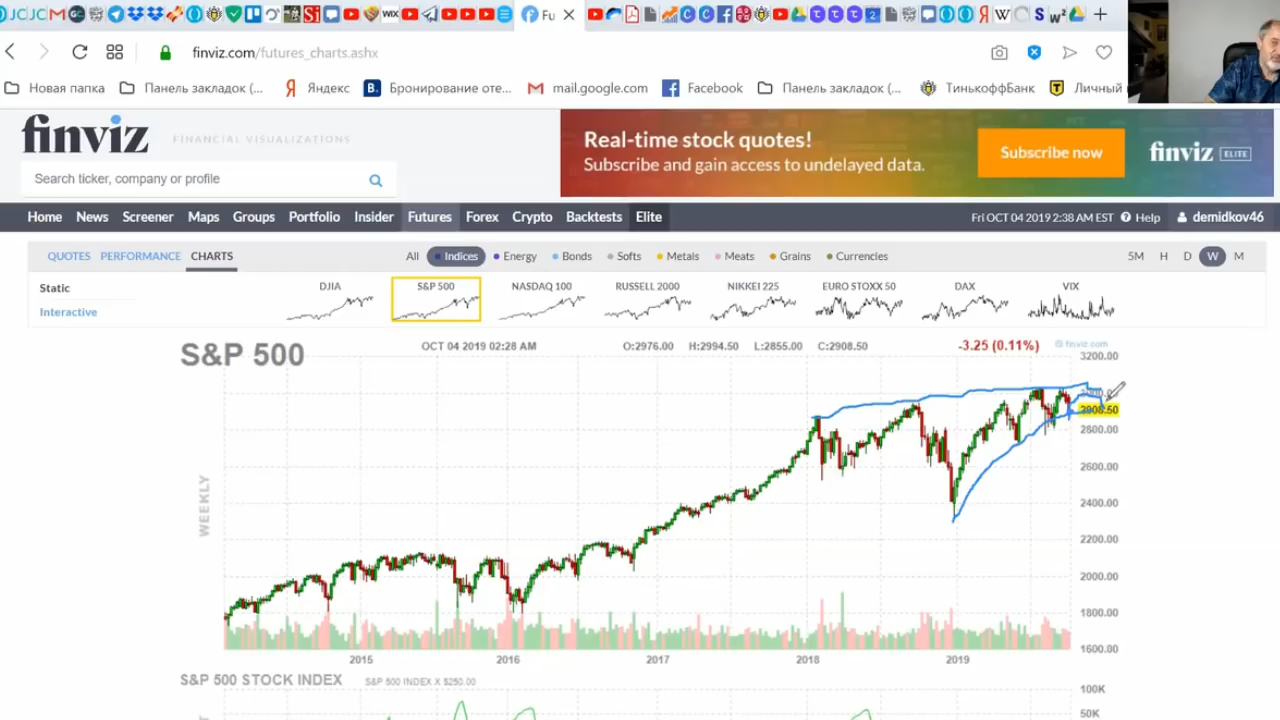 Fu
finviz.com/futures_charts.ashx
Новая папка Панель закладок (... Яндекс Бронирование оте... mail.google.com Facebook Панель закладок (... ТинькоффБанк Личный
finviz FINANCIAL VISUALIZATIONS
Real-time stock quotes!
Subscribe and gain access to undelayed data.
Subscribe now
finviz ELITE
Search ticker, company or profile
Home News Screener Maps Groups Portfolio Insider Futures Forex Crypto Backtests Elite Fri OCT 04 2019 2:38 AM EST Help demidkov46
QUOTES PERFORMANCE CHARTS All Indices Energy Bonds Softs Metals Meats Grains Currencies 5M H D W M
Static
Interactive
DJIA S&P 500 NASDAQ 100 RUSSELL 2000 NIKKEI 225 EURO STOXX 50 DAX VIX
S&P 500 OCT 04 2019 02:28 AM O:2976.00 H:2994.50 L:2855.00 C:2908.50 -3.25 (0.11%) © finviz.com
3200.00
2908.50
2800.00
2600.00
2400.00
2200.00
2000.00
1800.00
1600.00
WEEKLY
2015 2016 2017 2018 2019
S&P 500 STOCK INDEX S&P 500 INDEX X $250.00
100K
50K